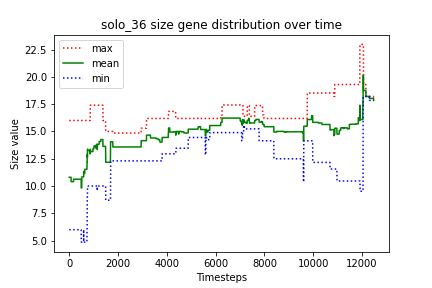 solo_36 size gene distribution over time
max
mean
min
Size value
22.5
20.0
17.5
15.0
12.5
10.0
7.5
5.0
0 2000 4000 6000 8000 10000 12000
Timesteps